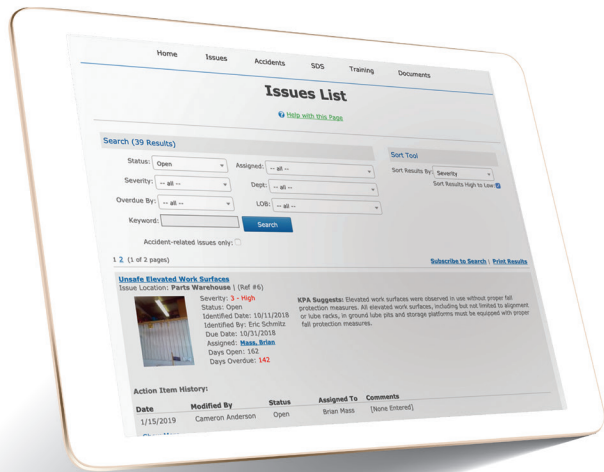 Home Issues Accidents SDS Training Documents
Issues List
Help with this Page
Search (39 Results)
Status: Open Assigned: -- all --
Severity: -- all -- Dept: -- all --
Overdue By: -- all -- LOB: -- all --
Keyword: Search
Accident-related issues only:
Sort Tool
Sort Results By: Severity
Sort Results High to Low:
1 2 (1 of 2 pages)
Subscribe to Search | Print Results
Unsafe Elevated Work Surfaces
Issue Location: Parts Warehouse | (Ref #6)
Severity: 3 - High
Status: Open
Identified Date: 10/11/2018
Identified By: Eric Schmitz
Due Date: 10/31/2018
Assigned: Mass, Brian
Days Open: 162
Days Overdue: 142
KPA Suggests: Elevated work surfaces were observed in use without proper fall
protection measures. All elevated work surfaces, including but not limited to alignment
or lube racks, in ground lube pits and storage platforms must be equipped with proper
fall protection measures.
Action Item History:
Date Modified By Status Assigned To Comments
1/15/2019 Cameron Anderson Open Brian Mass [None Entered]